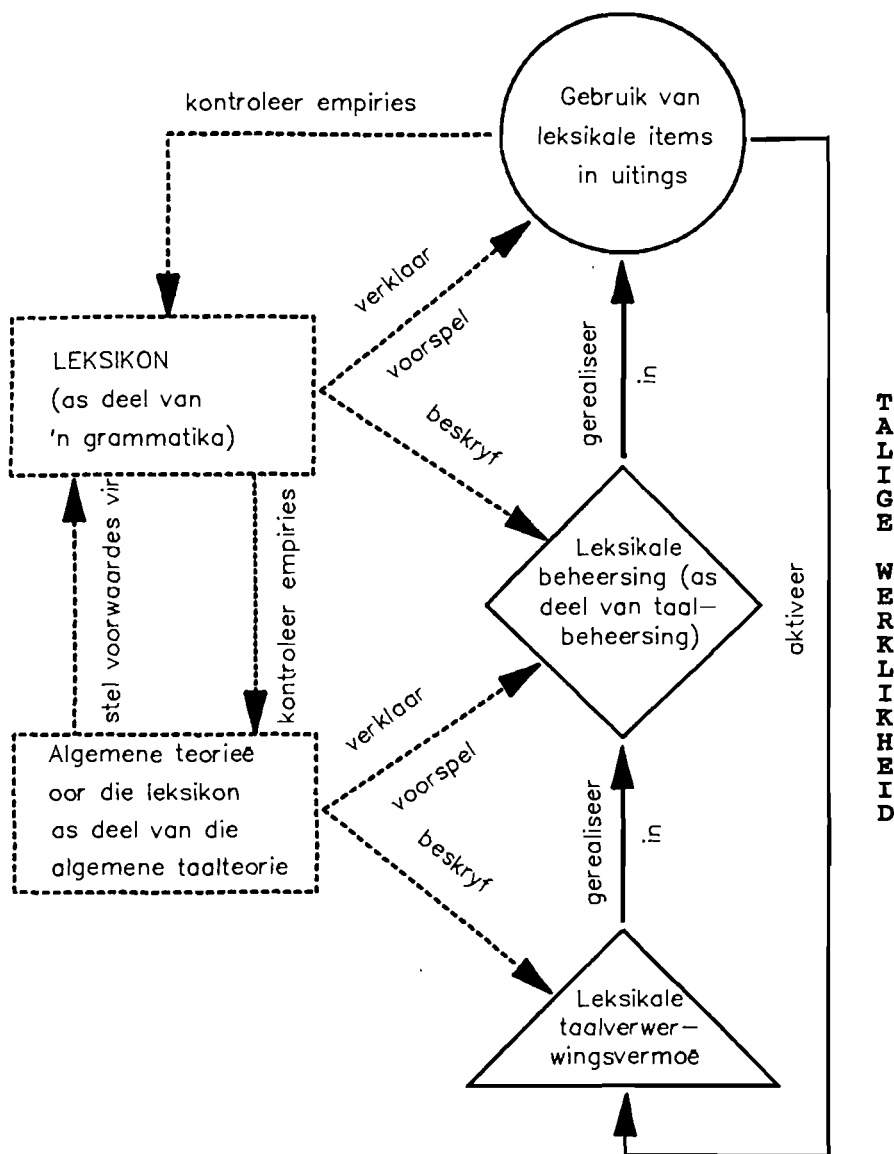 kontroleer empiries
Gebruik van
leksikale items
in uitings
verklaar
voorspel
beskryf
LEKSIKON
(as deel van
'n grammatika)
gerealiseer
in
stel voorwaardes vir
kontroleer empiries
Leksikale
beheersing (as
deel van taal—
beheersing)
aktiveer
TALIGE WERKLIKHEID
verklaar
voorspel
beskryf
Algemene teorieë
oor die leksikon
as deel van die
algemene taalteorie
gerealiseer
in
Leksikale
taalverwer—
wingsvermoë